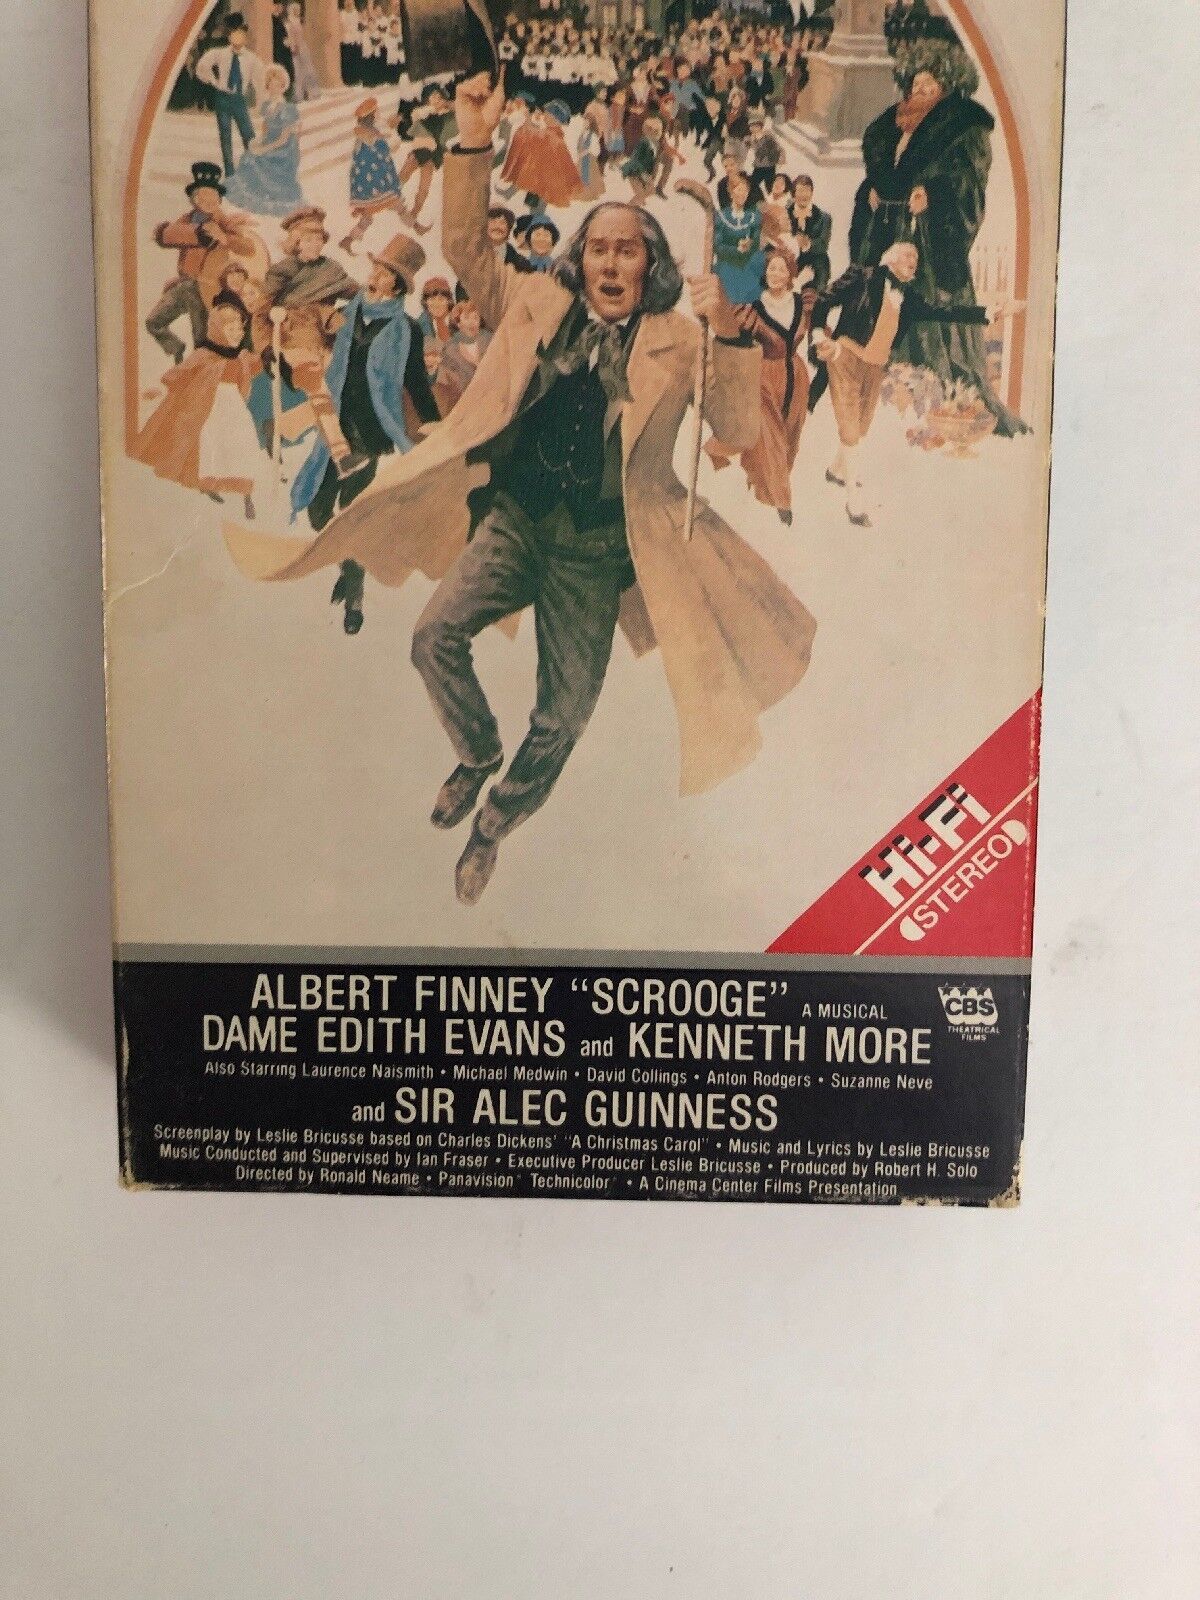 Hi-Fi
STEREO
ALBERT FINNEY "SCROOGE" A MUSICAL
CBS
THEATRICAL
FILMS
DAME EDITH EVANS and KENNETH MORE
Also Starring Laurence Naismith • Michael Medwin • David Collings • Anton Rodgers • Suzanne Neve
and SIR ALEC GUINNESS
Screenplay by Leslie Bricusse based on Charles Dickens' "A Christmas Carol" • Music and Lyrics by Leslie Bricusse
Music Conducted and Supervised by Ian Fraser • Executive Producer Leslie Bricusse • Produced by Robert H. Solo
Directed by Ronald Neame • Panavision® Technicolor® • A Cinema Center Films Presentation